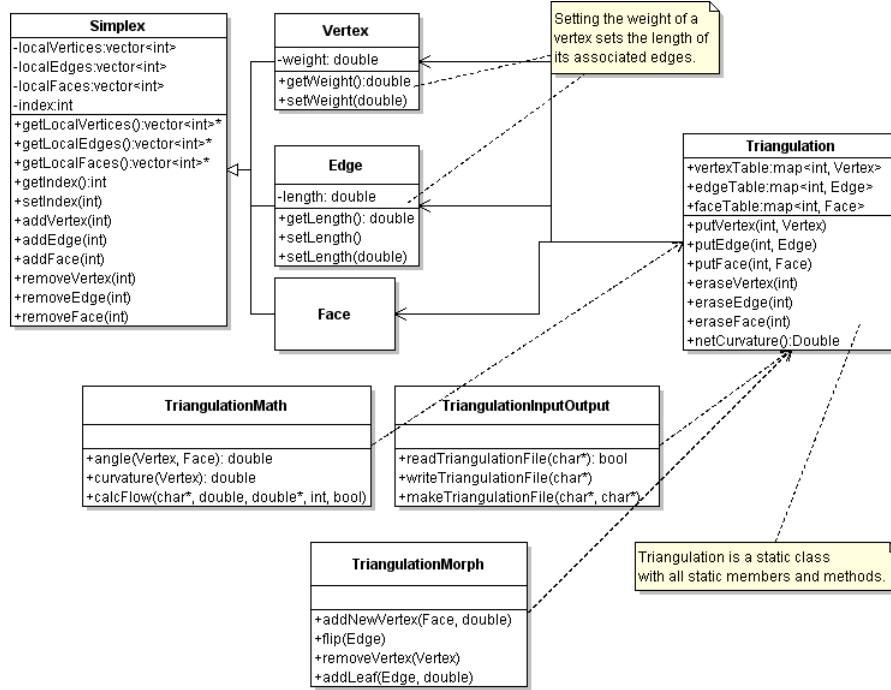 Simplex
-localVertices:vector<int>
-localEdges:vector<int>
-localFaces:vector<int>
-index:int
+getLocalVertices():vector<int>*
+getLocalEdges():vector<int>*
+getLocalFaces():vector<int>*
+getIndex():int
+setIndex(int)
+addVertex(int)
+addEdge(int)
+addFace(int)
+removeVertex(int)
+removeEdge(int)
+removeFace(int)
Vertex
-weight: double
+getWeight():double
+setWeight(double)
Setting the weight of a
vertex sets the length of
its associated edges.
Edge
-length: double
+getLength(): double
+setLength()
+setLength(double)
Face
Triangulation
+vertexTable:map<int, Vertex>
+edgeTable:map<int, Edge>
+faceTable:map<int, Face>
+putVertex(int, Vertex)
+putEdge(int, Edge)
+putFace(int, Face)
+eraseVertex(int)
+eraseEdge(int)
+eraseFace(int)
+netCurvature():Double
TriangulationMath
+angle(Vertex, Face): double
+curvature(Vertex): double
+calcFlow(char*, double, double*, int, bool)
TriangulationInputOutput
+readTriangulationFile(char*): bool
+writeTriangulationFile(char*)
+makeTriangulationFile(char*, char*)
TriangulationMorph
+addNewVertex(Face, double)
+flip(Edge)
+removeVertex(Vertex)
+addLeaf(Edge, double)
Triangulation is a static class
with all static members and methods.